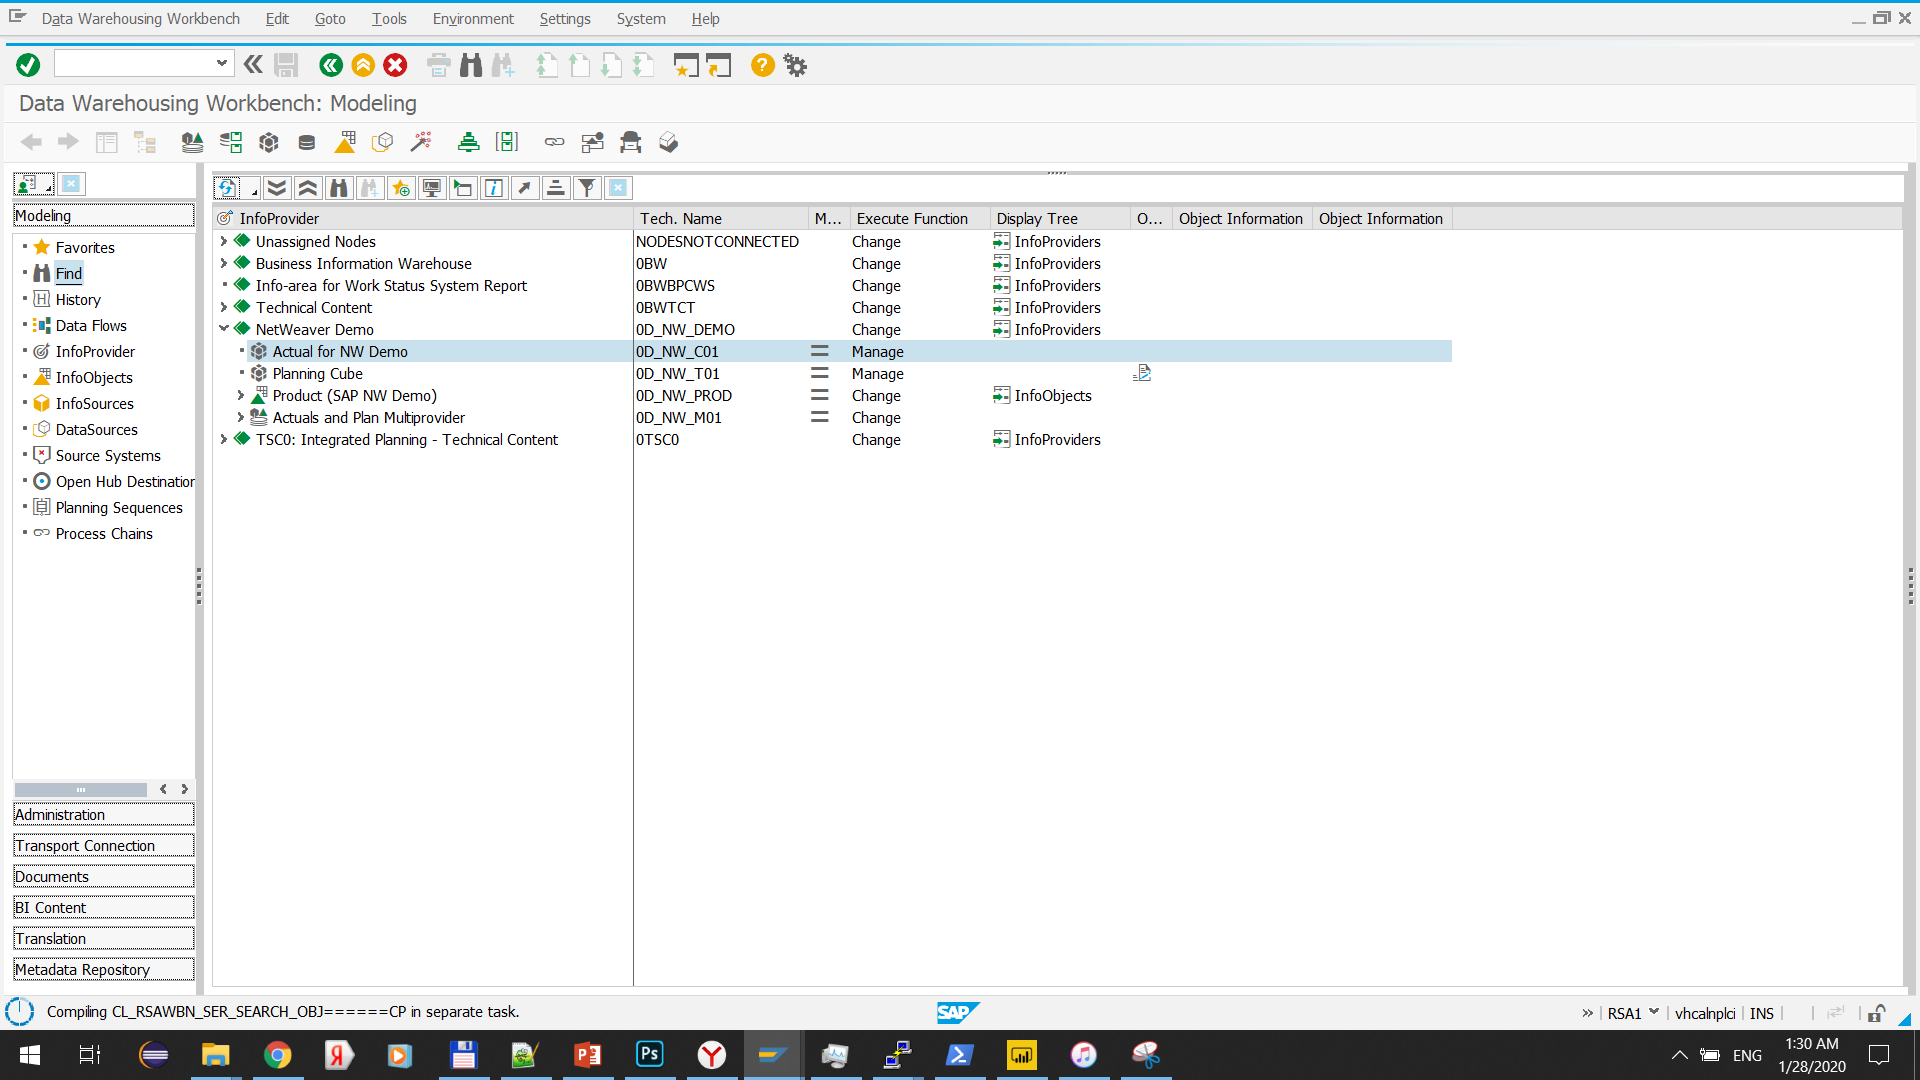 Data Warehousing Workbench Edit Goto Tools Environment Settings System Help
Data Warehousing Workbench: Modeling
Modeling
Favorites
Find
History
Data Flows
InfoProvider
InfoObjects
InfoSources
DataSources
Source Systems
Open Hub Destination
Planning Sequences
Process Chains
Administration
Transport Connection
Documents
BI Content
Translation
Metadata Repository
InfoProvider Tech. Name M... Execute Function Display Tree O... Object Information Object Information
Unassigned Nodes NODESNOTCONNECTED Change InfoProviders
Business Information Warehouse 0BW Change InfoProviders
Info-area for Work Status System Report 0BWBPCWS Change InfoProviders
Technical Content 0BWTCT Change InfoProviders
NetWeaver Demo 0D_NW_DEMO Change InfoProviders
Actual for NW Demo 0D_NW_C01 Manage
Planning Cube 0D_NW_T01 Manage
Product (SAP NW Demo) 0D_NW_PROD Change InfoObjects
Actuals and Plan Multiprovider 0D_NW_M01 Change
TSC0: Integrated Planning - Technical Content 0TSC0 Change InfoProviders
Compiling CL_RSAWBN_SER_SEARCH_OBJ======CP in separate task.
SAP
RSA1 vhcalnplci INS
ENG
1:30 AM
1/28/2020